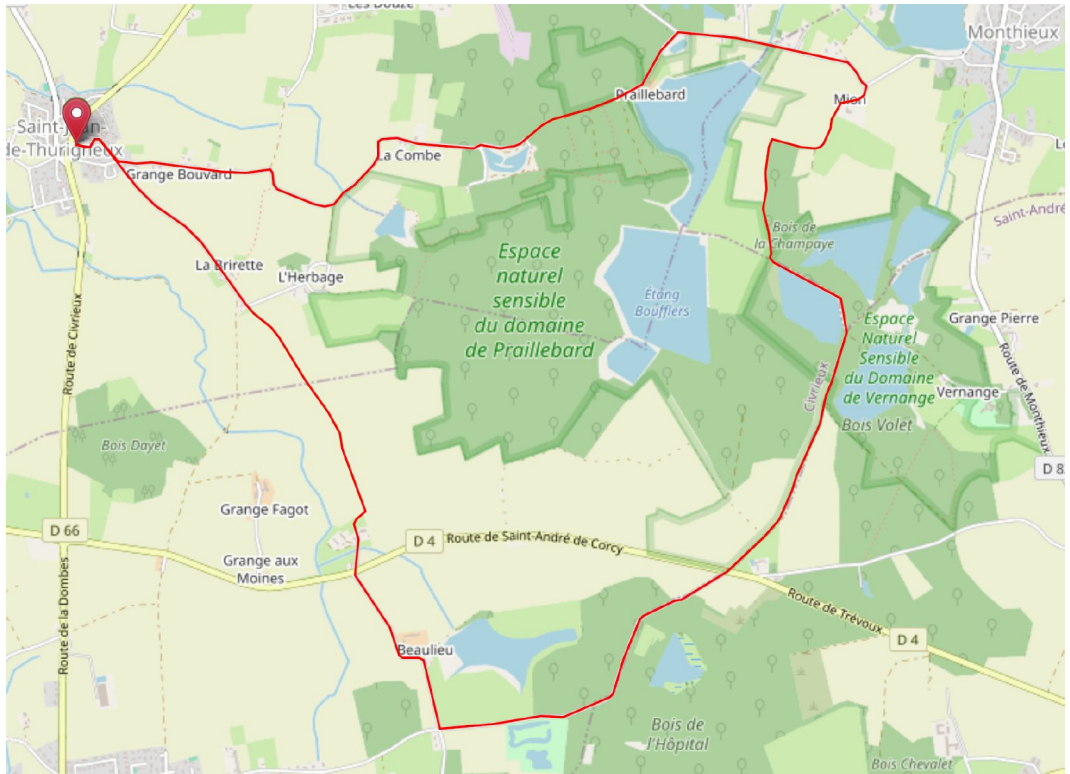 Les Bouze
Monthieux
Praillebard
Mion
Saint-Jean-
de-Thurigneux
La Combe
Grange Bouvard
Saint-André
Bois de
la Champaye
La Brirette
L'Herbage
Espace
naturel
sensible
du domaine
de Praillebard
Étang
Boufflers
Grange Pierre
Espace
Naturel
Sensible
du Domaine
de Vernange
Route de Civrieux
Civrieux
Route de Monthieux
Vernange
Bois Volet
Bois Dayet
D 8
Grange Fagot
D 66
D 4
Route de Saint-André de Corcy
Grange aux
Moines
Route de la Dombes
Route de Trévoux
D 4
Beaulieu
Bois de
l'Hôpital
Bois Chevalet